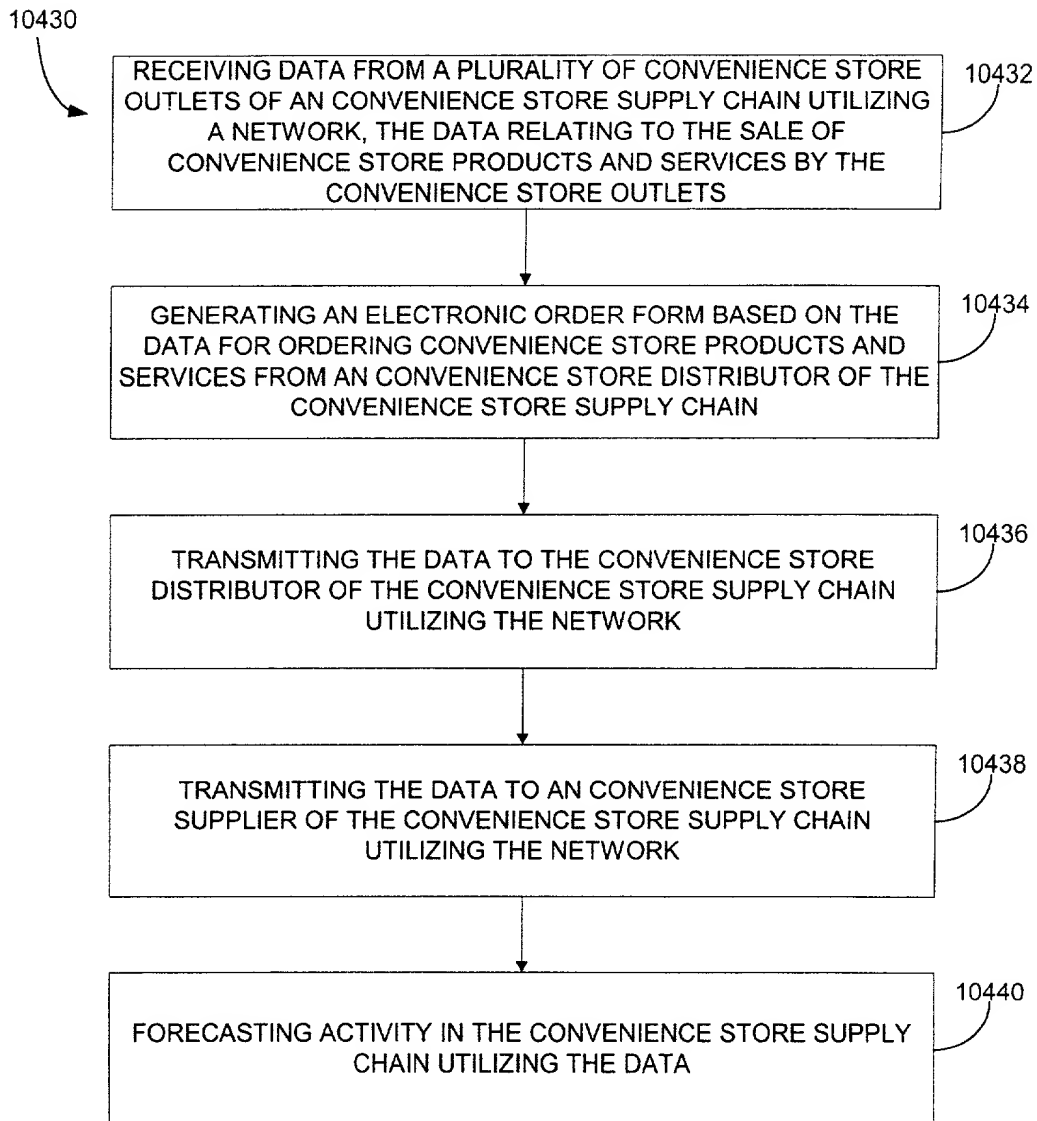 10430
RECEIVING DATA FROM A PLURALITY OF CONVENIENCE STORE
OUTLETS OF AN CONVENIENCE STORE SUPPLY CHAIN UTILIZING
A NETWORK, THE DATA RELATING TO THE SALE OF
CONVENIENCE STORE PRODUCTS AND SERVICES BY THE
CONVENIENCE STORE OUTLETS
10432
GENERATING AN ELECTRONIC ORDER FORM BASED ON THE
DATA FOR ORDERING CONVENIENCE STORE PRODUCTS AND
SERVICES FROM AN CONVENIENCE STORE DISTRIBUTOR OF THE
CONVENIENCE STORE SUPPLY CHAIN
10434
TRANSMITTING THE DATA TO THE CONVENIENCE STORE
DISTRIBUTOR OF THE CONVENIENCE STORE SUPPLY CHAIN
UTILIZING THE NETWORK
10436
TRANSMITTING THE DATA TO AN CONVENIENCE STORE
SUPPLIER OF THE CONVENIENCE STORE SUPPLY CHAIN
UTILIZING THE NETWORK
10438
FORECASTING ACTIVITY IN THE CONVENIENCE STORE SUPPLY
CHAIN UTILIZING THE DATA
10440